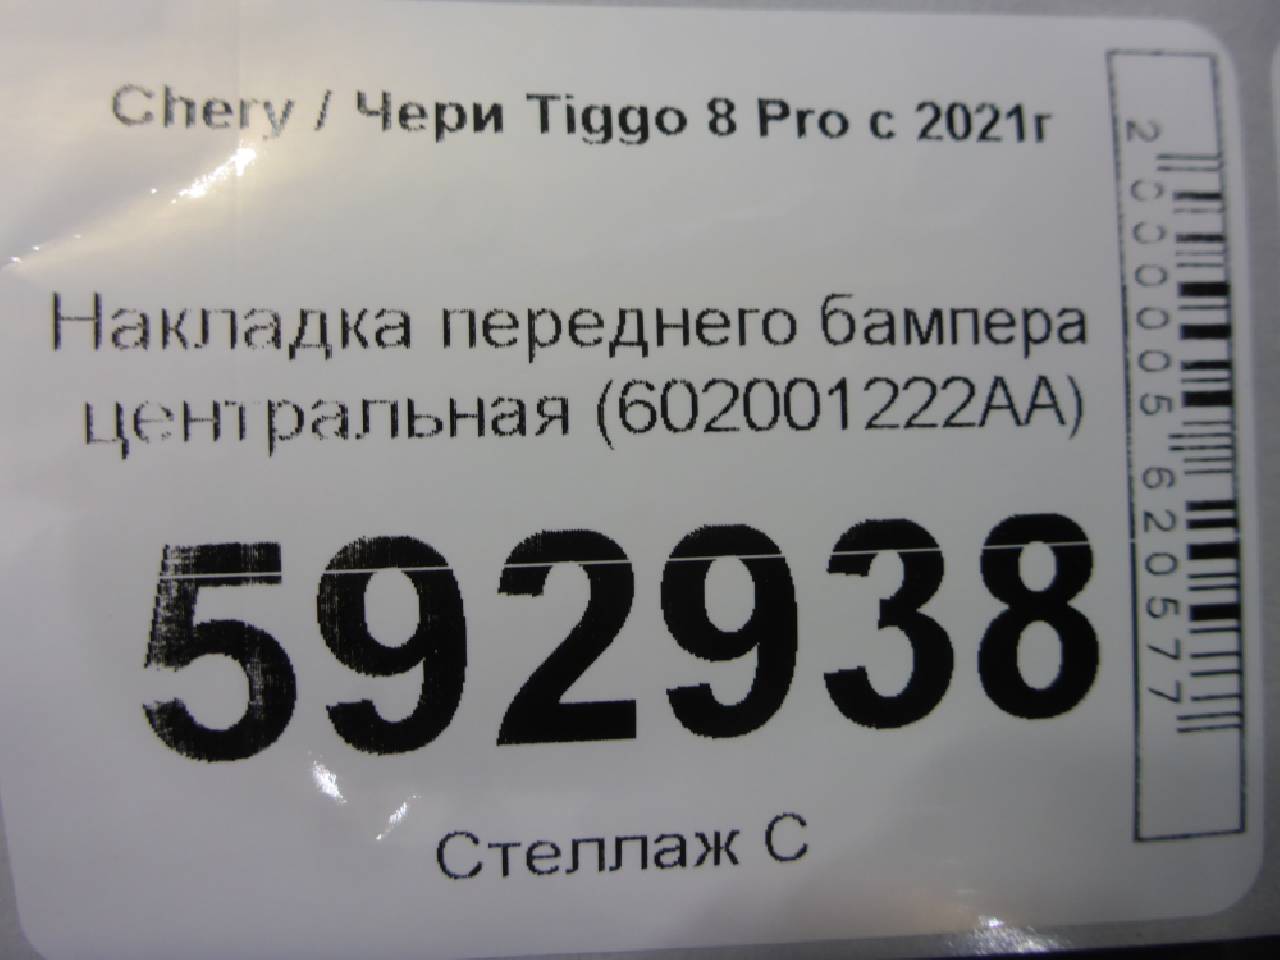 Chery / Чери Tiggo 8 Pro с 2021г
Накладка переднего бампера
центральная (602001222AA)
592938
Стеллаж С
2000005620577